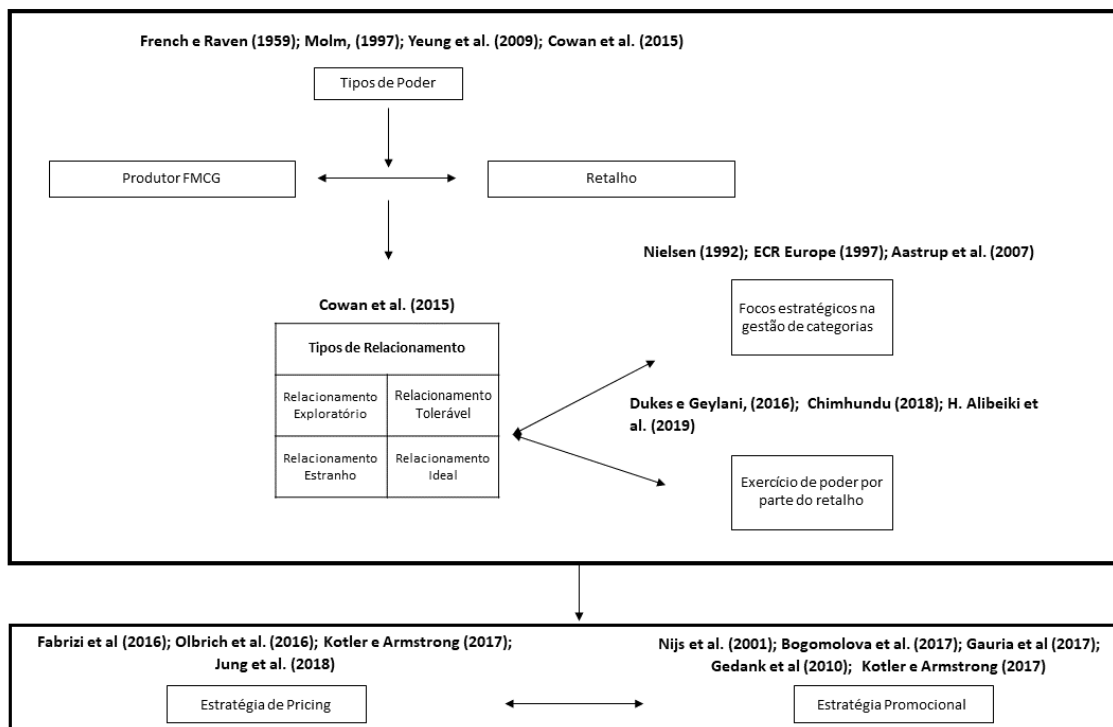 French e Raven (1959); Molm, (1997); Yeung et al. (2009); Cowan et al. (2015)
Tipos de Poder
Produtor FMCG
Retalho
Nielsen (1992); ECR Europe (1997); Aastrup et al. (2007)
Focos estratégicos na
gestão de categorias
Cowan et al. (2015)
Tipos de Relacionamento
Relacionamento
Exploratório
Relacionamento
Tolerável
Relacionamento
Estranho
Relacionamento
Ideal
Dukes e Geylani, (2016); Chimhundu (2018); H. Alibeiki et
al. (2019)
Exercício de poder por
parte do retalho
Fabrizi et al (2016); Olbrich et al. (2016); Kotler e Armstrong (2017);
Jung et al. (2018)
Estratégia de Pricing
Nijs et al. (2001); Bogomolova et al. (2017); Gauria et al (2017);
Gedank et al (2010); Kotler e Armstrong (2017)
Estratégia Promocional